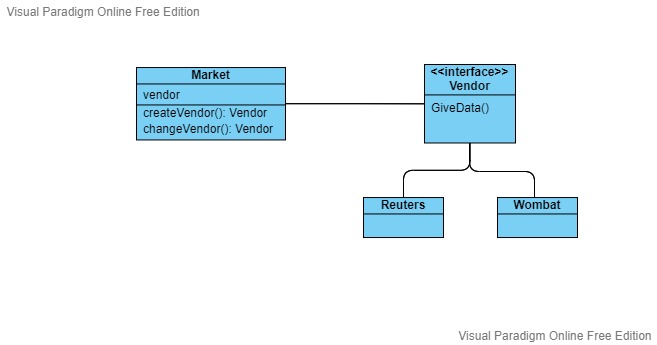 Visual Paradigm Online Free Edition
Market
vendor
createVendor(): Vendor
changeVendor(): Vendor
<<interface>>
Vendor
GiveData()
Reuters
Wombat
Visual Paradigm Online Free Edition